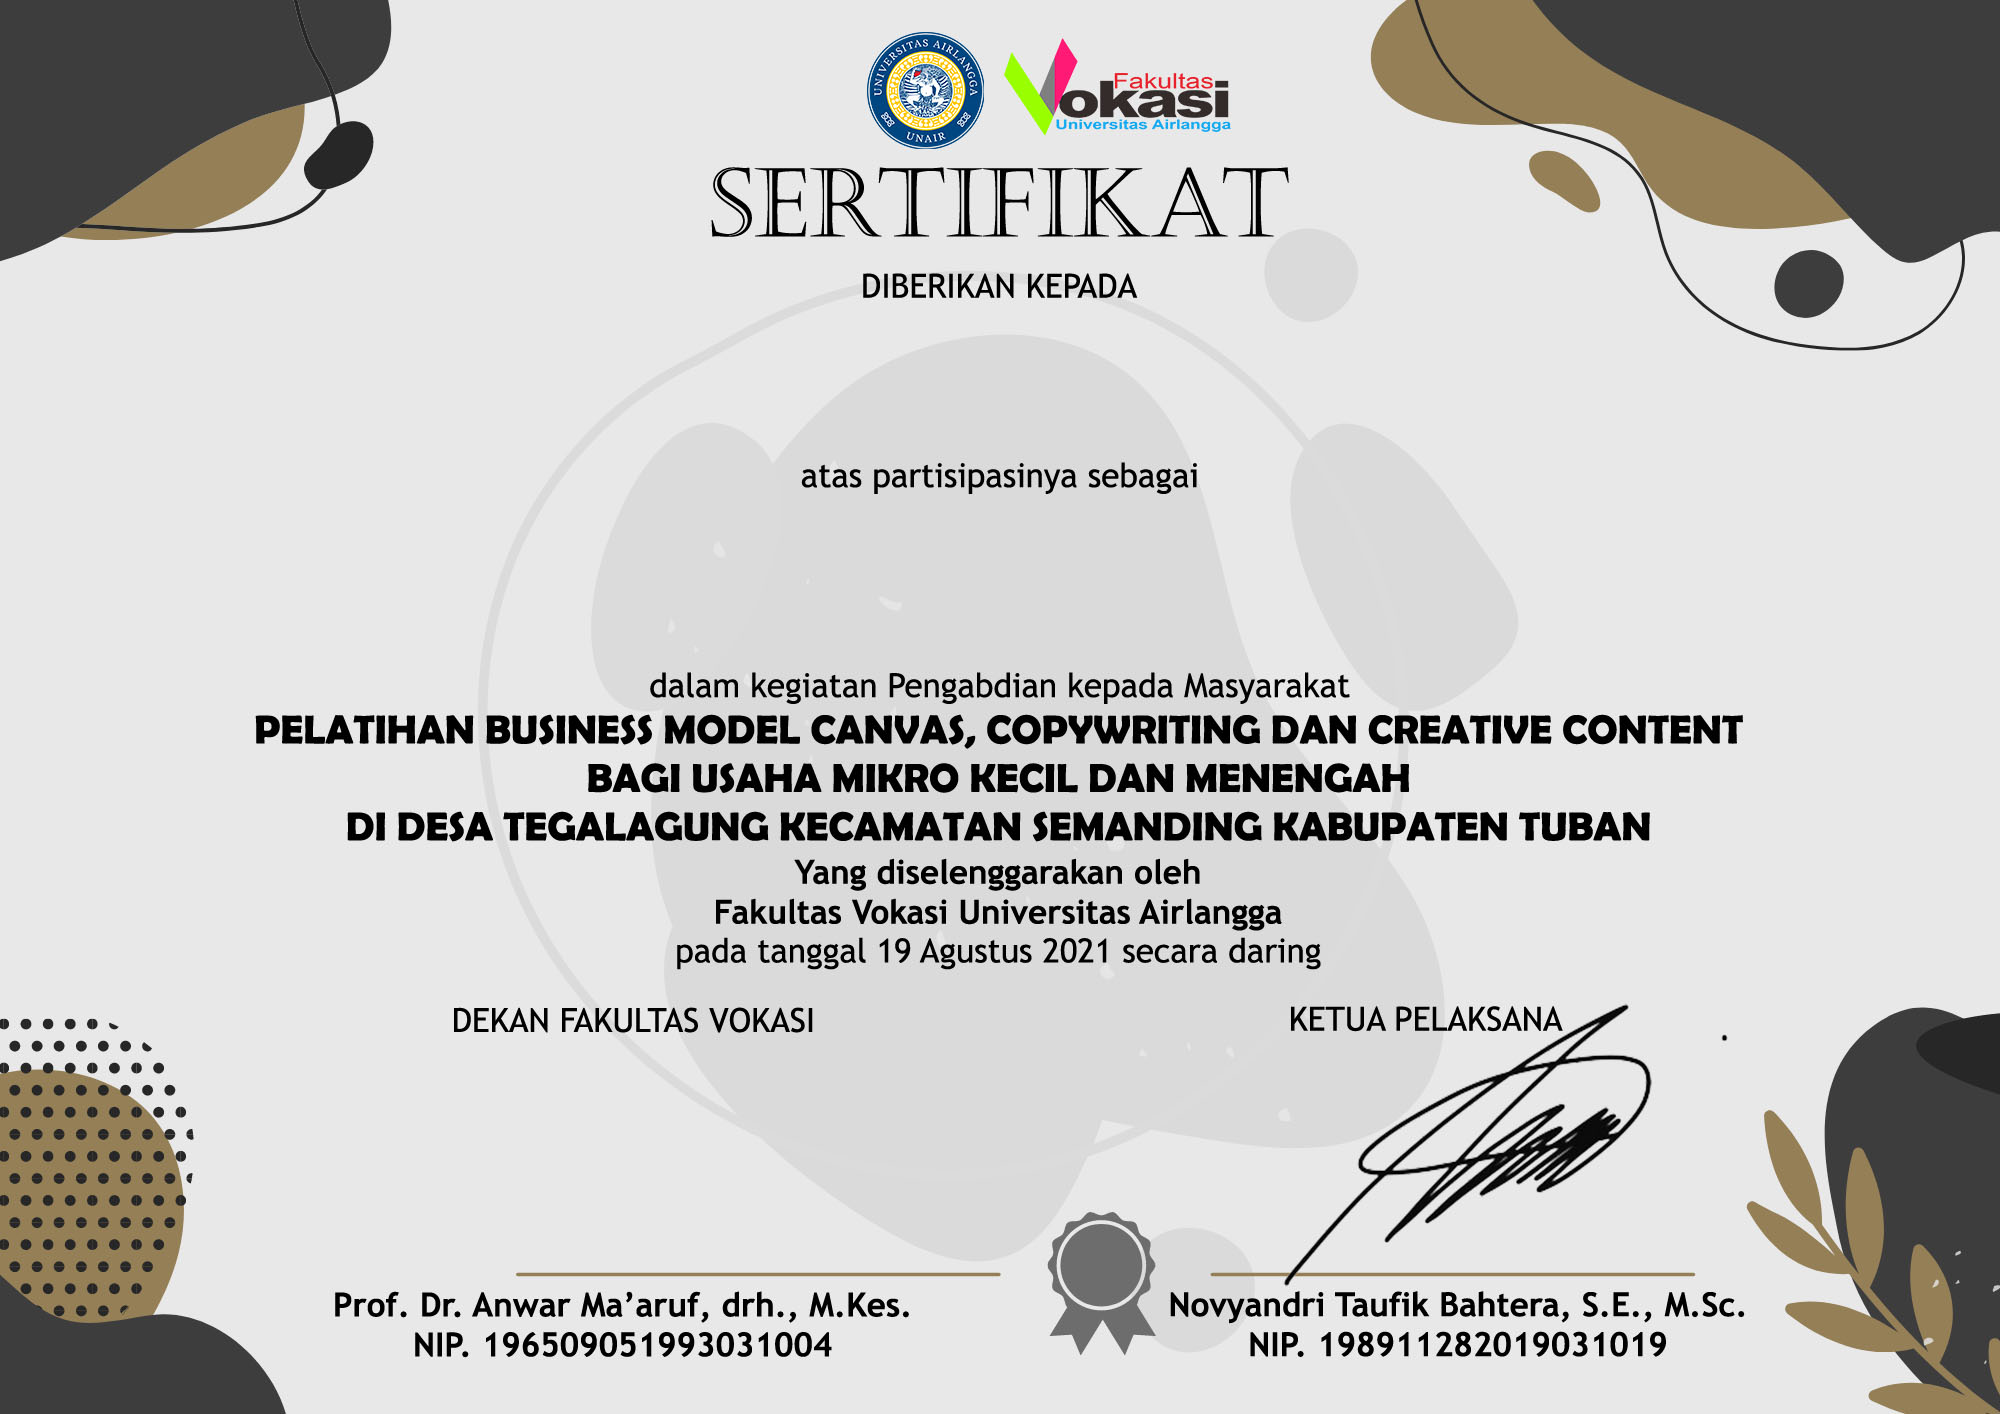 UNIVERSITAS AIRLANGGA
UNAIR
Fakultas
Vokasi
Universitas Airlangga
SERTIFIKAT
DIBERIKAN KEPADA
atas partisipasinya sebagai
dalam kegiatan Pengabdian kepada Masyarakat
PELATIHAN BUSINESS MODEL CANVAS, COPYWRITING DAN CREATIVE CONTENT
BAGI USAHA MIKRO KECIL DAN MENENGAH
DI DESA TEGALAGUNG KECAMATAN SEMANDING KABUPATEN TUBAN
Yang diselenggarakan oleh
Fakultas Vokasi Universitas Airlangga
pada tanggal 19 Agustus 2021 secara daring
DEKAN FAKULTAS VOKASI
KETUA PELAKSANA
Prof. Dr. Anwar Ma’aruf, drh., M.Kes.
NIP. 196509051993031004
Novyandri Taufik Bahtera, S.E., M.Sc.
NIP. 198911282019031019